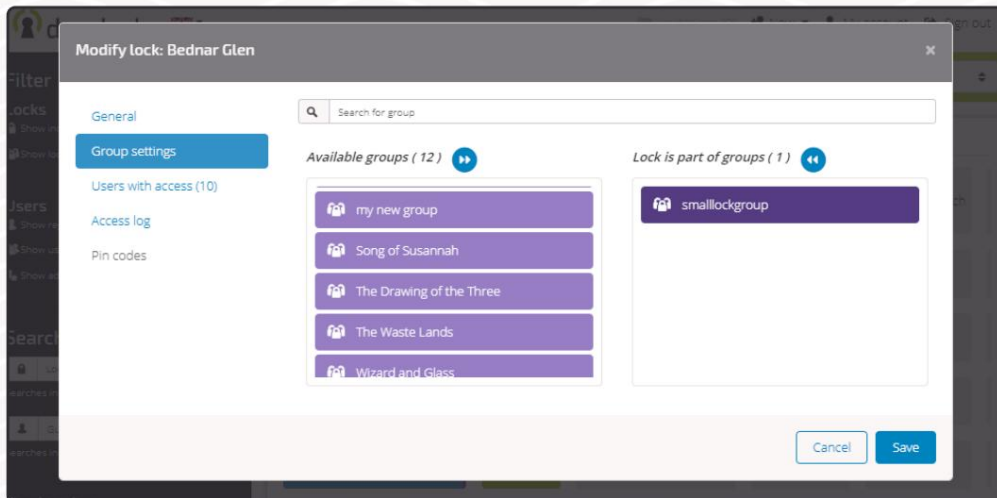 Sign out
Modify lock: Bednar Glen
×
Filter
Locks
Users
Search
General
Group settings
Users with access (10)
Access log
Pin codes
Search for group
Available groups ( 12 )
my new group
Song of Susannah
The Drawing of the Three
The Waste Lands
Wizard and Glass
Lock is part of groups ( 1 )
smalllockgroup
Cancel
Save